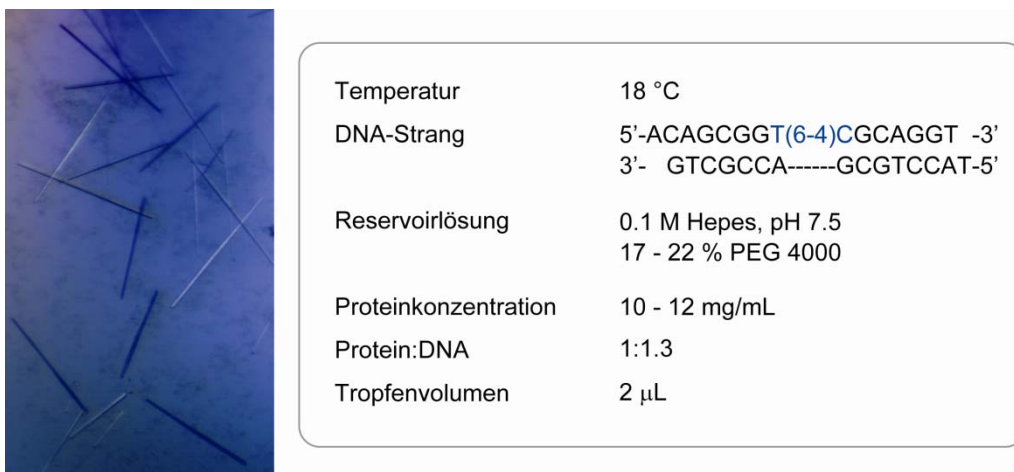 Temperatur 18 °C
DNA-Strang 5’-ACAGCGGT(6-4)CGCAGGT -3’
3’- GTCGCCA------GCGTCCAT-5’
Reservoirlösung 0.1 M Hepes, pH 7.5
17 - 22 % PEG 4000
Proteinkonzentration 10 - 12 mg/mL
Protein:DNA 1:1.3
Tropfenvolumen 2 μL